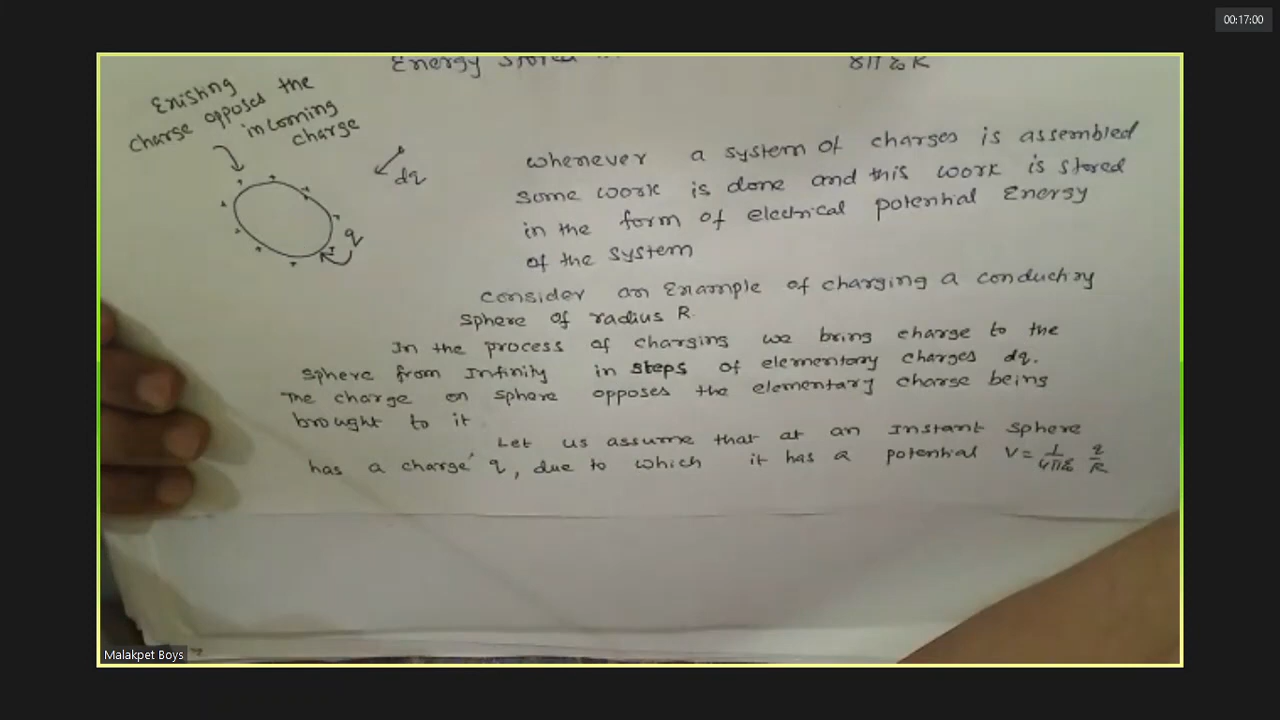 00:17:00
Energy stored in
8πε₀R
Existing
charge opposes the
incoming
charge
dq
q
whenever a system of charges is assembled
some work is done and this work is stored
in the form of electrical potential Energy
of the system
consider an Example of charging a conducting
sphere of radius R
In the process of charging we bring charge to the
sphere from Infinity in steps of elementary charges dq.
The charge on sphere opposes the elementary charge being
brought to it
Let us assume that at an instant sphere
has a charge q, due to which it has a potential V = 1/4πε₀ q/R
Malakpet Boys